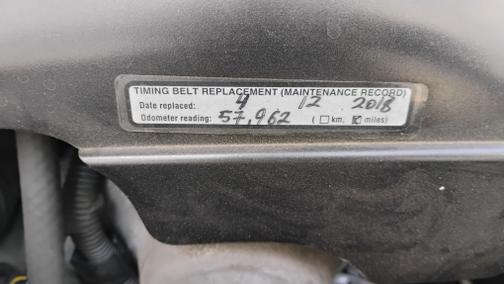 TIMING BELT REPLACEMENT (MAINTENANCE RECORD)
Date replaced: 4 12 2018
Odometer reading: 57,962 ( ☐ km, ☑ miles)